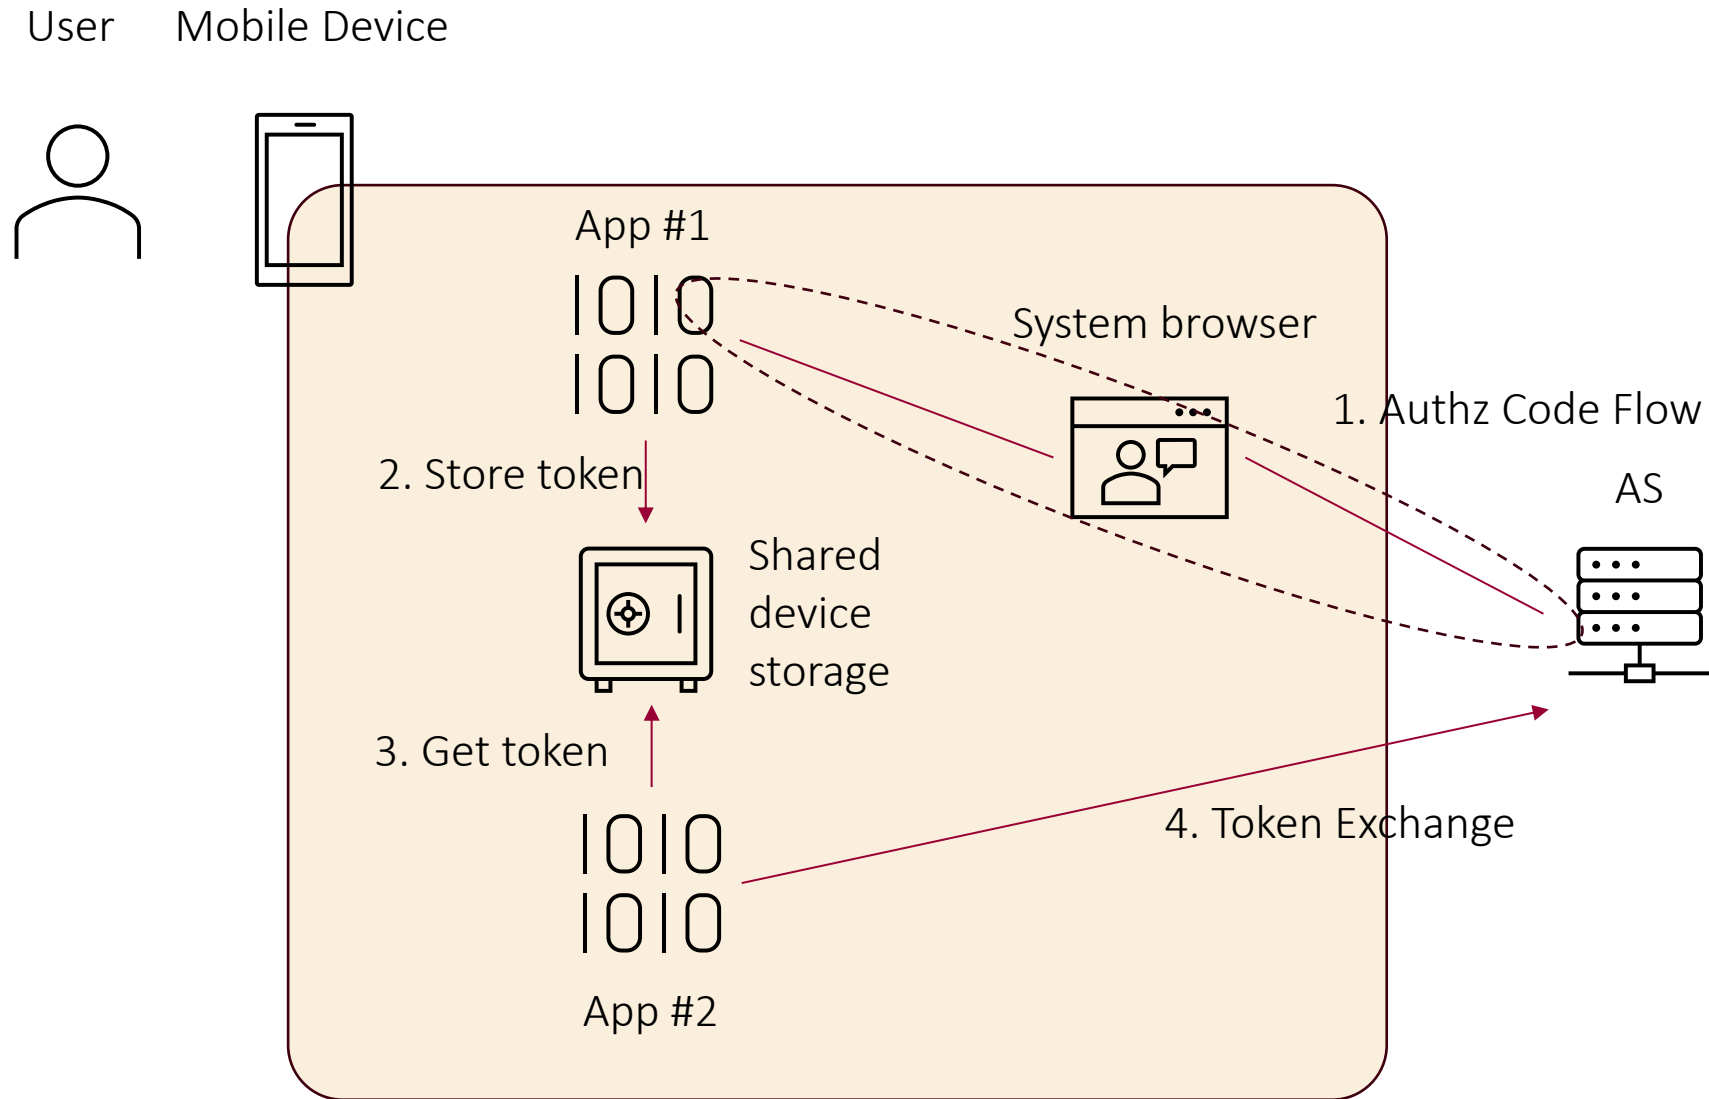 User
Mobile Device
App #1
System browser
1. Authz Code Flow
2. Store token
AS
Shared
device
storage
3. Get token
4. Token Exchange
App #2